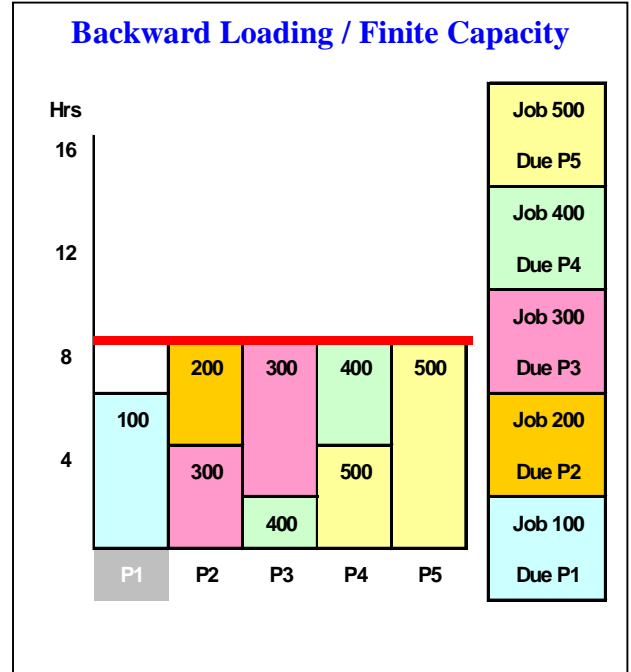 Backward Loading / Finite Capacity
Hrs
16
12
8
4
100
200
300
300
400
400
500
500
P1
P2
P3
P4
P5
Job 500
Due P5
Job 400
Due P4
Job 300
Due P3
Job 200
Due P2
Job 100
Due P1